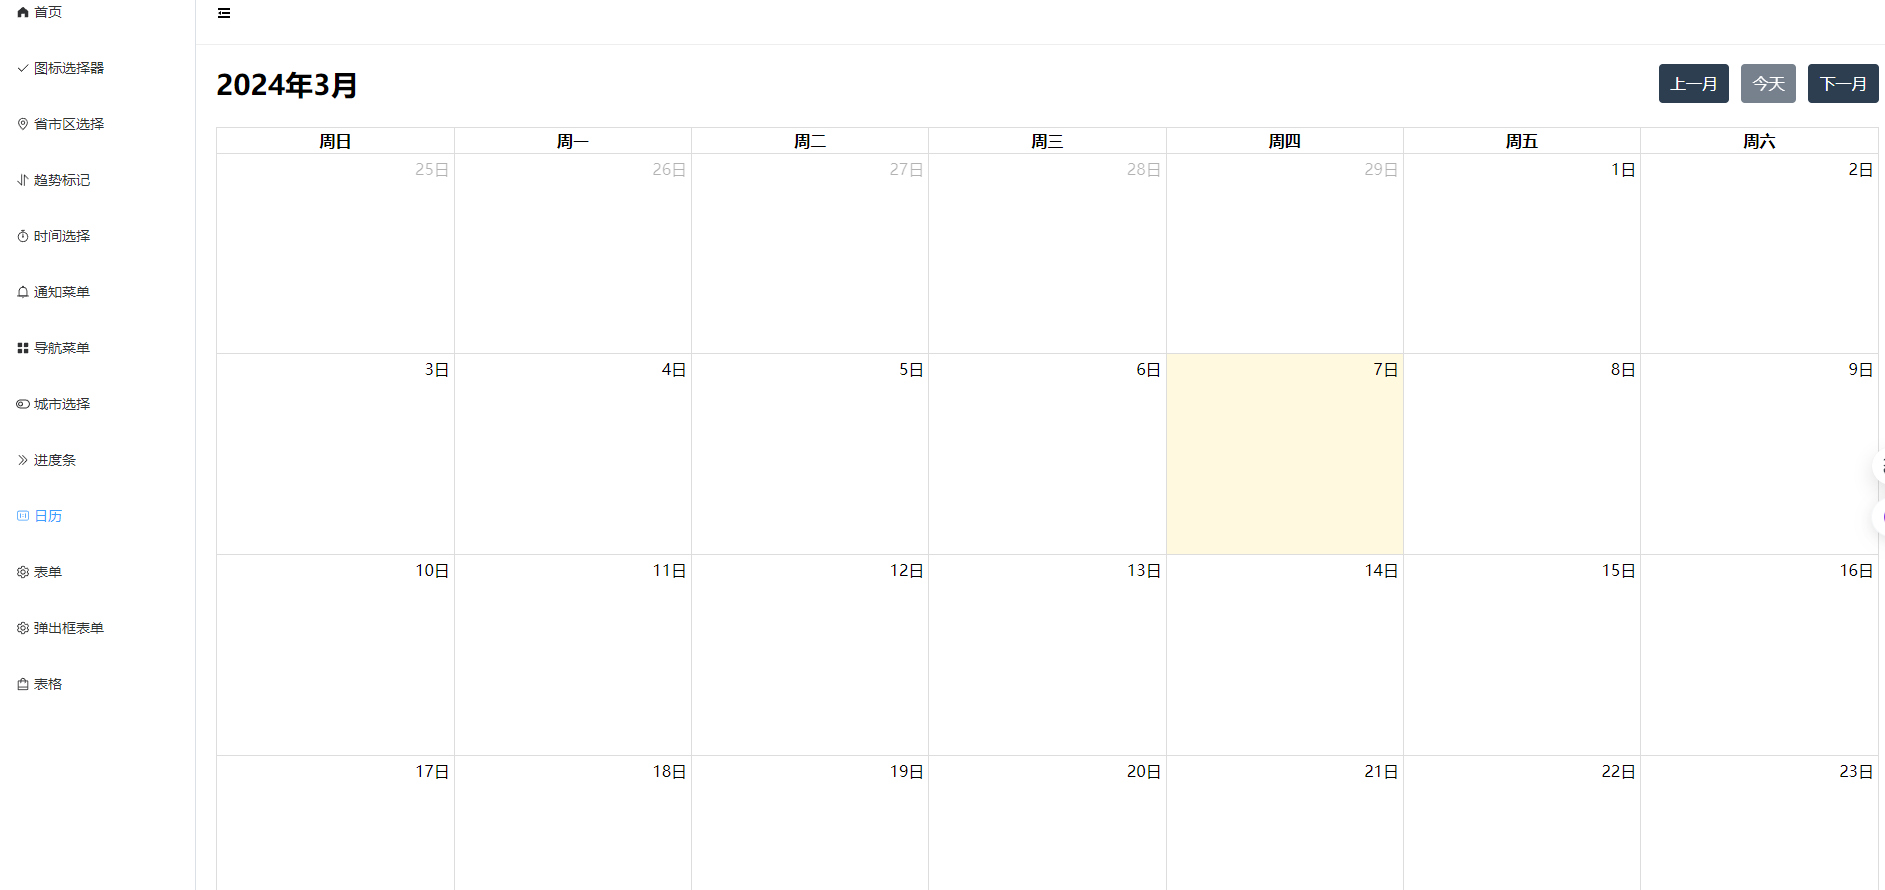 首页
图标选择器
省市区选择
趋势标记
时间选择
通知菜单
导航菜单
城市选择
进度条
日历
表单
弹出框表单
表格
2024年3月
上一月 今天 下一月
周日 周一 周二 周三 周四 周五 周六
25日 26日 27日 28日 29日 1日 2日
3日 4日 5日 6日 7日 8日 9日
10日 11日 12日 13日 14日 15日 16日
17日 18日 19日 20日 21日 22日 23日